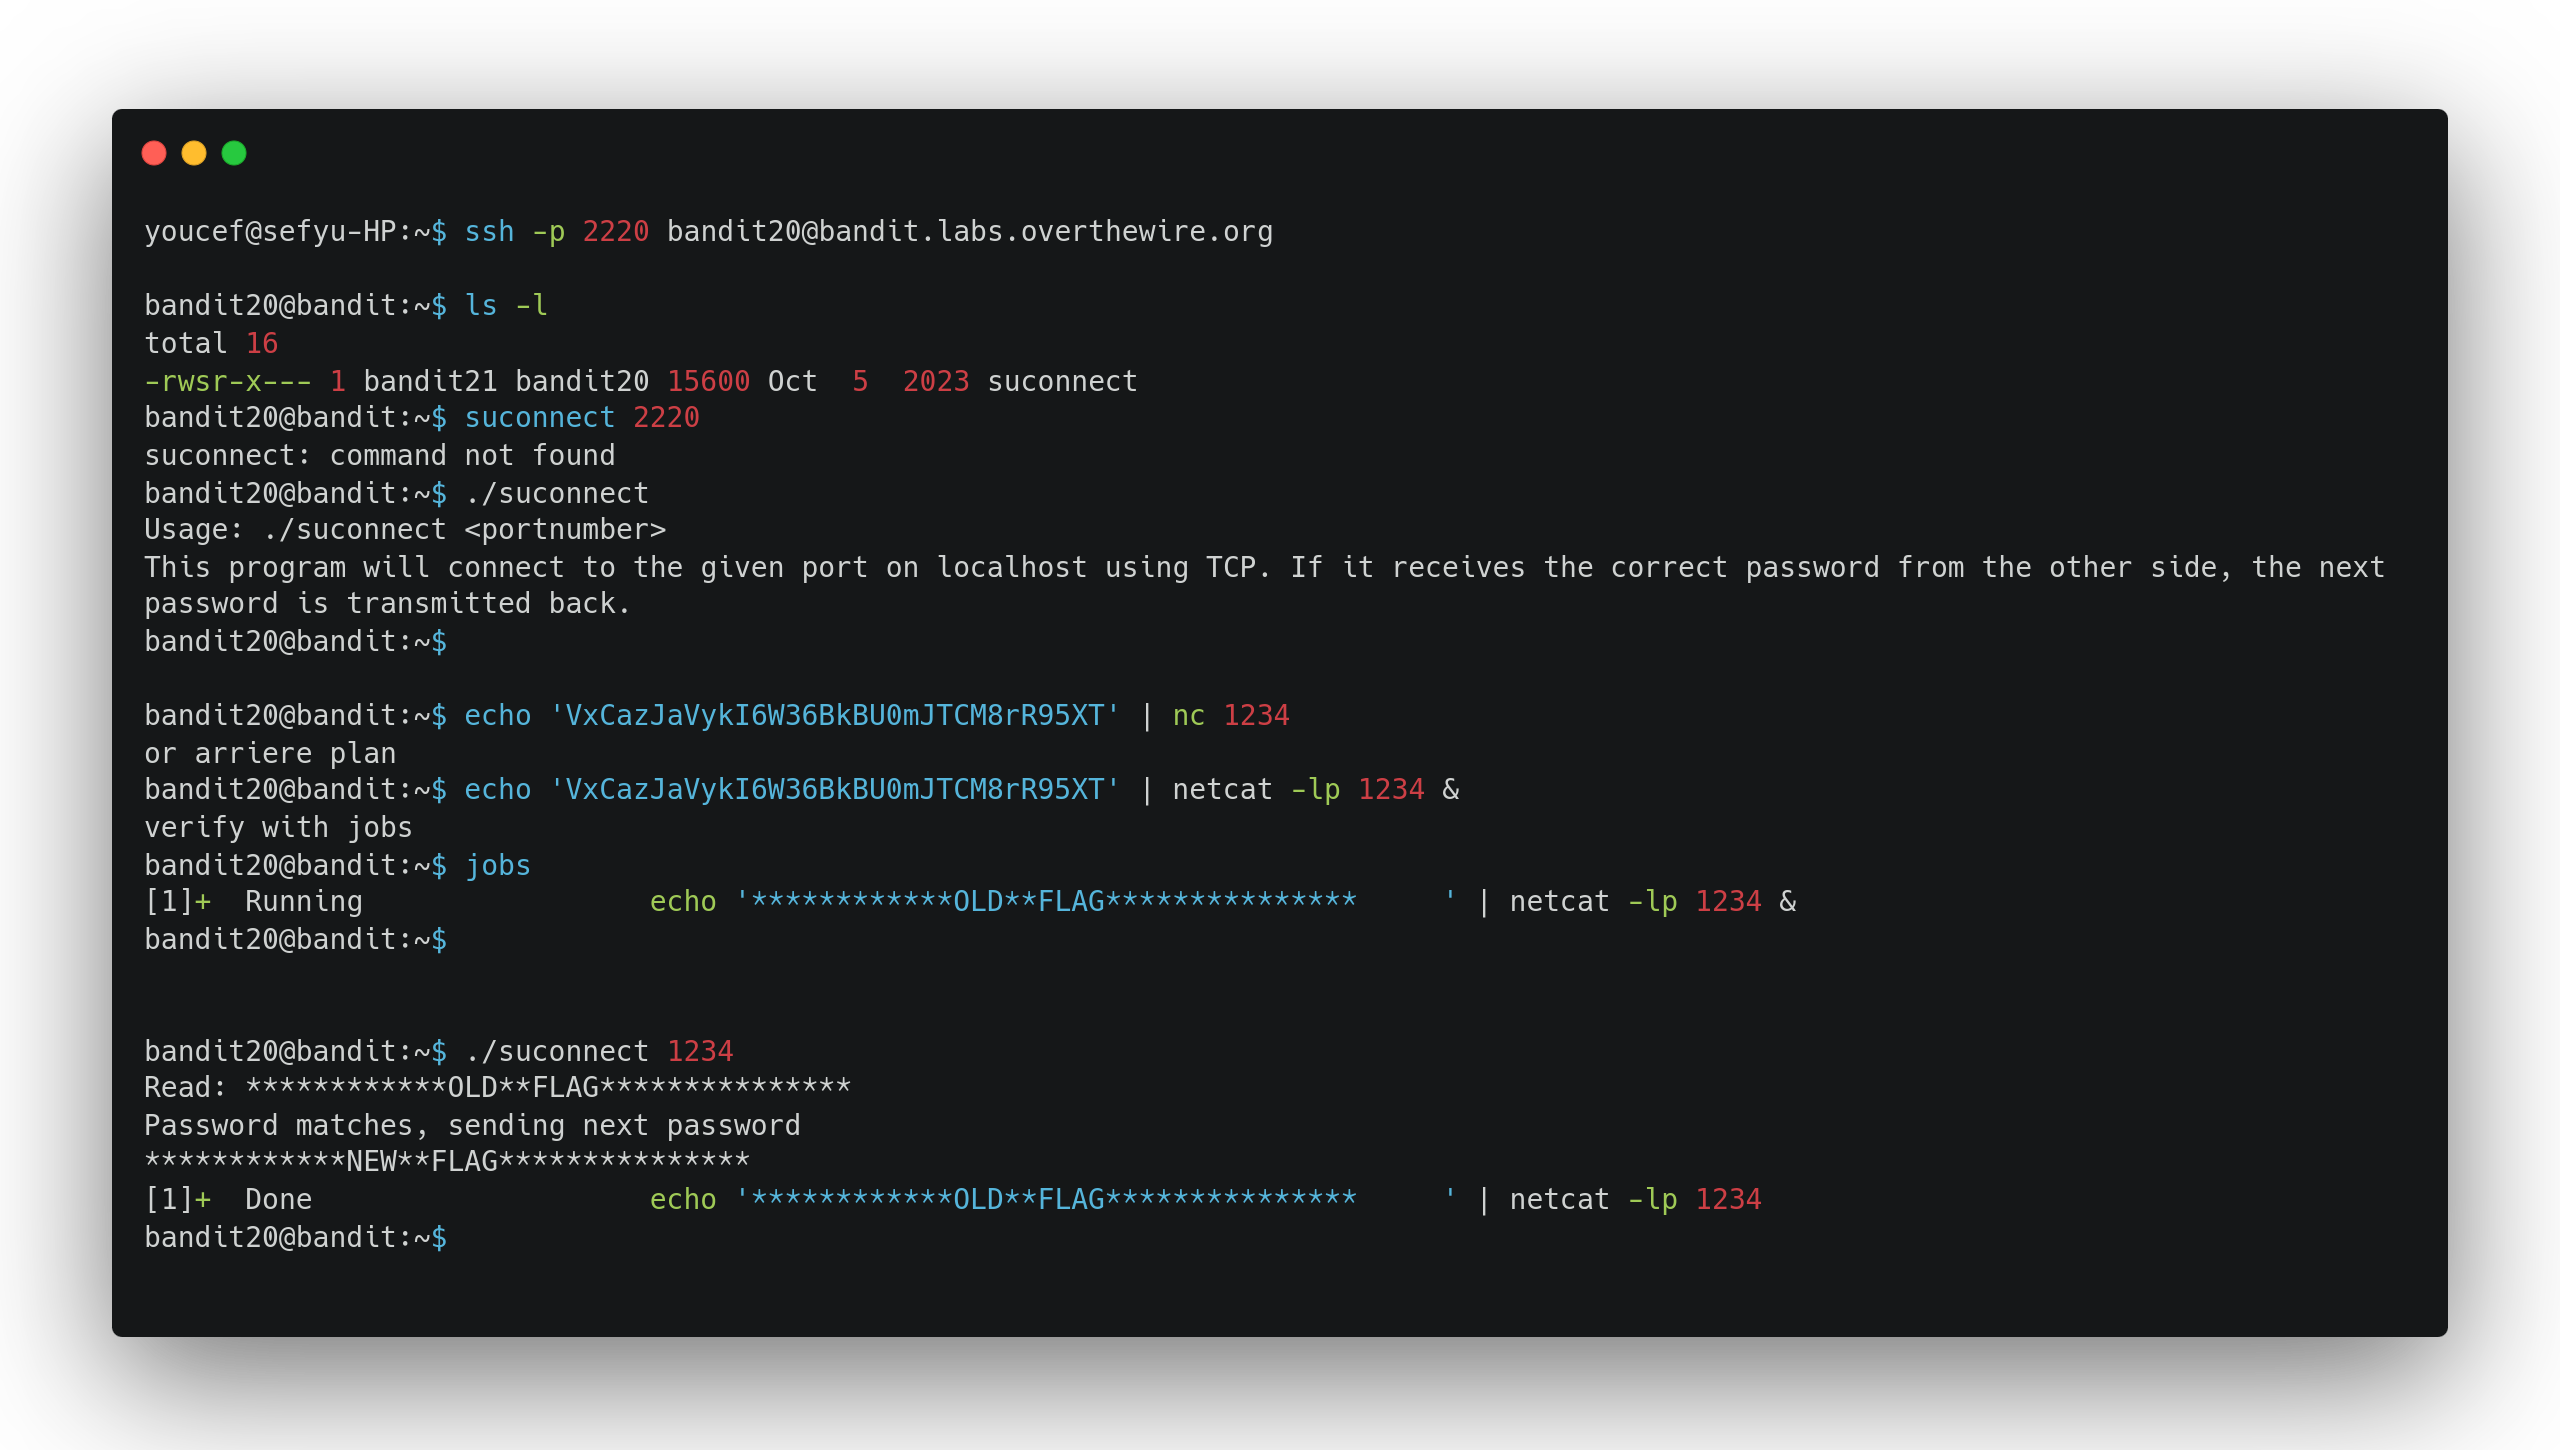 youcef@sefyu-HP:~$ ssh -p 2220 bandit20@bandit.labs.overthewire.org
bandit20@bandit:~$ ls -l
total 16
-rwsr-x--- 1 bandit21 bandit20 15600 Oct  5  2023 suconnect
bandit20@bandit:~$ suconnect 2220
suconnect: command not found
bandit20@bandit:~$ ./suconnect
Usage: ./suconnect <portnumber>
This program will connect to the given port on localhost using TCP. If it receives the correct password from the other side, the next
password is transmitted back.
bandit20@bandit:~$
bandit20@bandit:~$ echo 'VxCazJaVykI6W36BkBU0mJTCM8rR95XT' | nc 1234
or arriere plan
bandit20@bandit:~$ echo 'VxCazJaVykI6W36BkBU0mJTCM8rR95XT' | netcat -lp 1234 &
verify with jobs
bandit20@bandit:~$ jobs
[1]+  Running                 echo '************OLD**FLAG***************     ' | netcat -lp 1234 &
bandit20@bandit:~$
bandit20@bandit:~$ ./suconnect 1234
Read: ************OLD**FLAG***************
Password matches, sending next password
************NEW**FLAG***************
[1]+  Done                    echo '************OLD**FLAG***************     ' | netcat -lp 1234
bandit20@bandit:~$